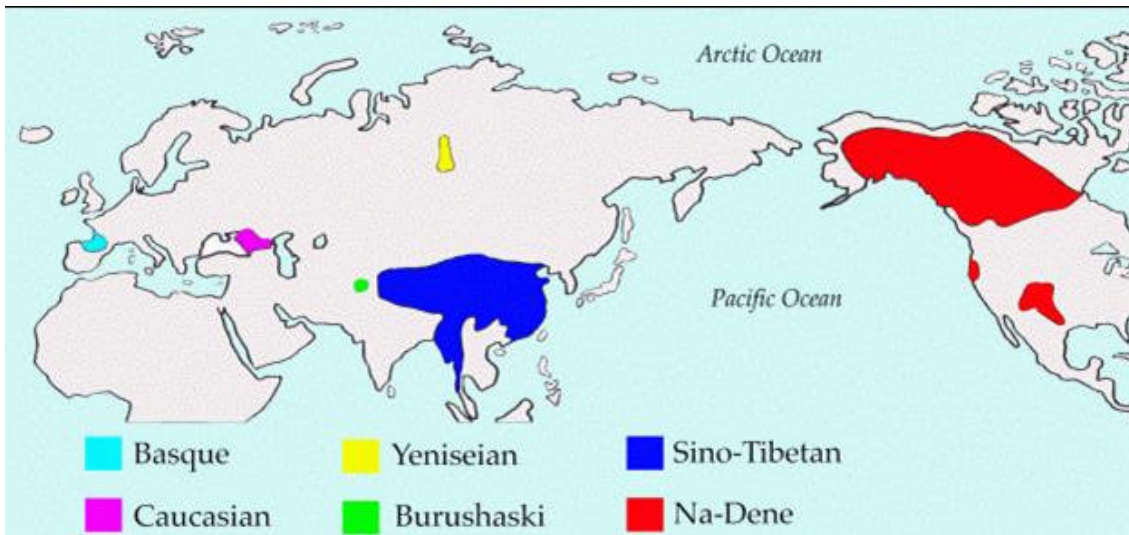 Arctic Ocean
Pacific Ocean
Basque
Yeniseian
Sino-Tibetan
Caucasian
Burushaski
Na-Dene